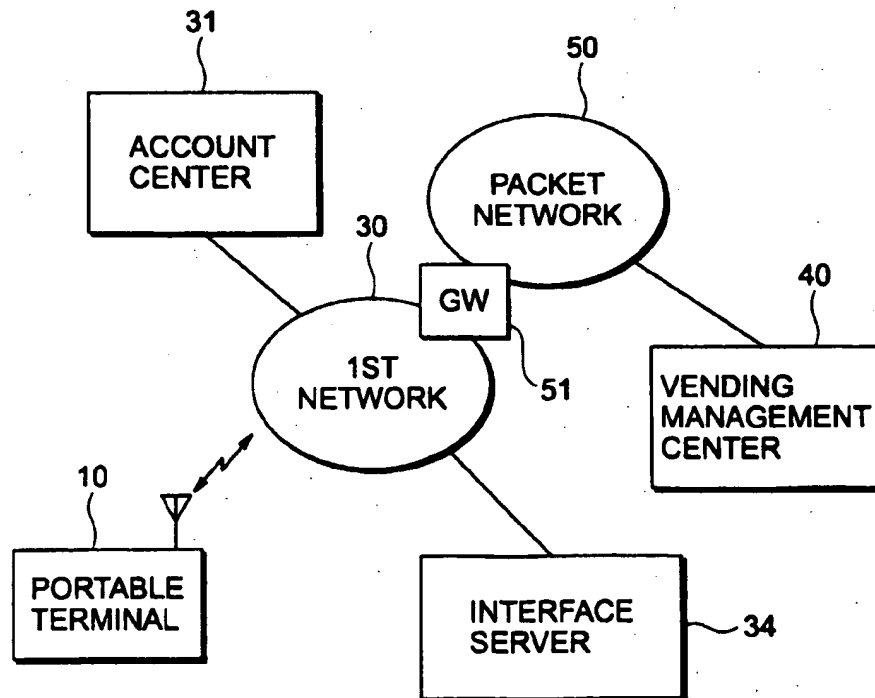 31
50
ACCOUNT
CENTER
PACKET
NETWORK
30
GW
40
1ST
NETWORK
51
VENDING
MANAGEMENT
CENTER
10
PORTABLE
TERMINAL
INTERFACE
SERVER
34